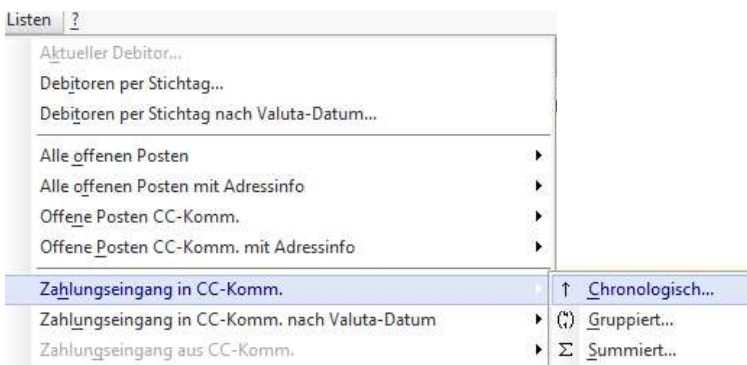 Listen ?
Aktueller Debitor...
Debitoren per Stichtag...
Debitoren per Stichtag nach Valuta-Datum...
Alle offenen Posten
Alle offenen Posten mit Adressinfo
Offene Posten CC-Komm.
Offene Posten CC-Komm. mit Adressinfo
Zahlungseingang in CC-Komm. ↑ Chronologisch...
Zahlungseingang in CC-Komm. nach Valuta-Datum Gruppiert...
Zahlungseingang aus CC-Komm. Σ Summiert...